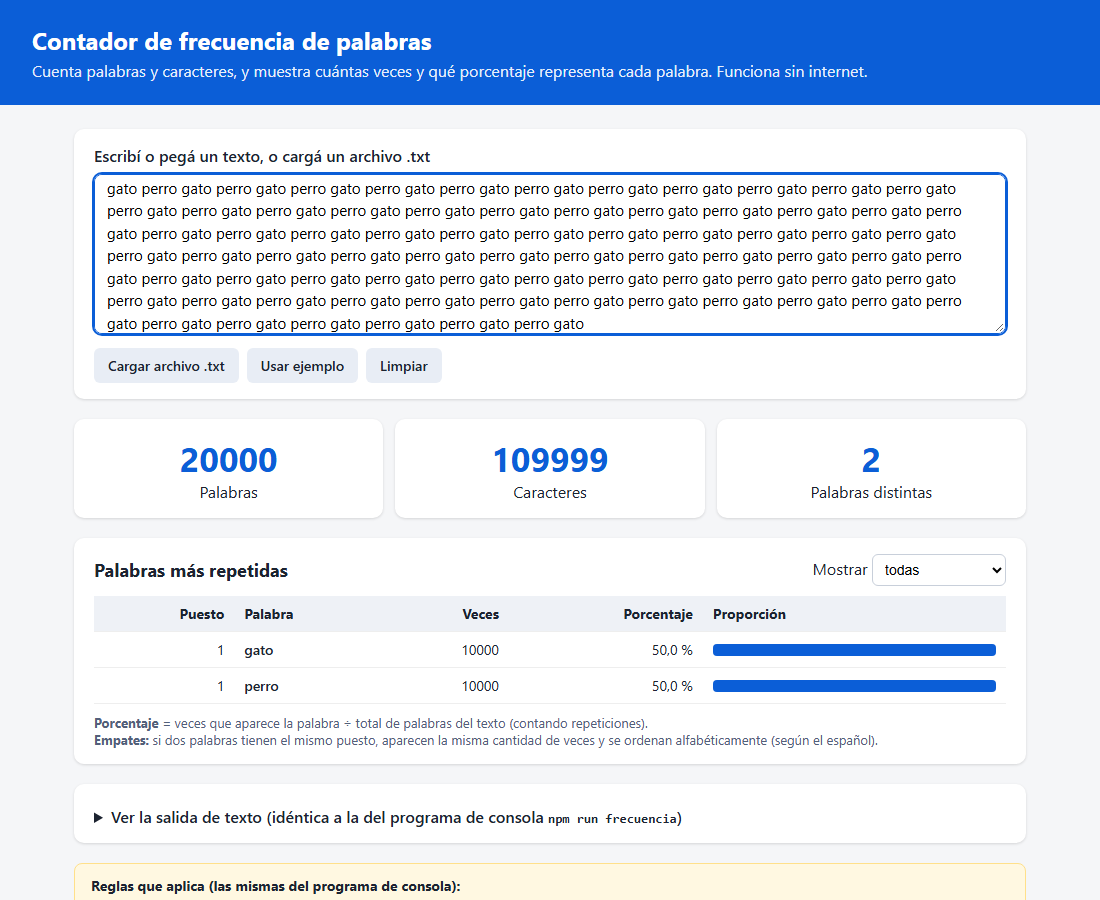 Contador de frecuencia de palabras
Cuenta palabras y caracteres, y muestra cuántas veces y qué porcentaje representa cada palabra. Funciona sin internet.
Escribí o pegá un texto, o cargá un archivo .txt
gato perro gato perro gato perro gato perro gato perro gato perro gato perro gato perro gato perro gato perro gato perro gato
perro gato perro gato perro gato perro gato perro gato perro gato perro gato perro gato perro gato perro gato perro gato perro
gato perro gato perro gato perro gato perro gato perro gato perro gato perro gato perro gato perro gato perro gato perro gato
perro gato perro gato perro gato perro gato perro gato perro gato perro gato perro gato perro gato perro gato perro gato perro
gato perro gato perro gato perro gato perro gato perro gato perro gato perro gato perro gato perro gato perro gato perro gato
perro gato perro gato perro gato perro gato perro gato perro gato perro gato perro gato perro gato perro gato perro gato perro
gato perro gato perro gato perro gato perro gato perro gato perro gato
Cargar archivo .txt Usar ejemplo Limpiar
20000 109999 2
Palabras Caracteres Palabras distintas
Palabras más repetidas Mostrar todas
Puesto Palabra Veces Porcentaje Proporción
1 gato 10000 50,0 %
1 perro 10000 50,0 %
Porcentaje = veces que aparece la palabra ÷ total de palabras del texto (contando repeticiones).
Empates: si dos palabras tienen el mismo puesto, aparecen la misma cantidad de veces y se ordenan alfabéticamente (según el español).
Ver la salida de texto (idéntica a la del programa de consola npm run frecuencia)
Reglas que aplica (las mismas del programa de consola):